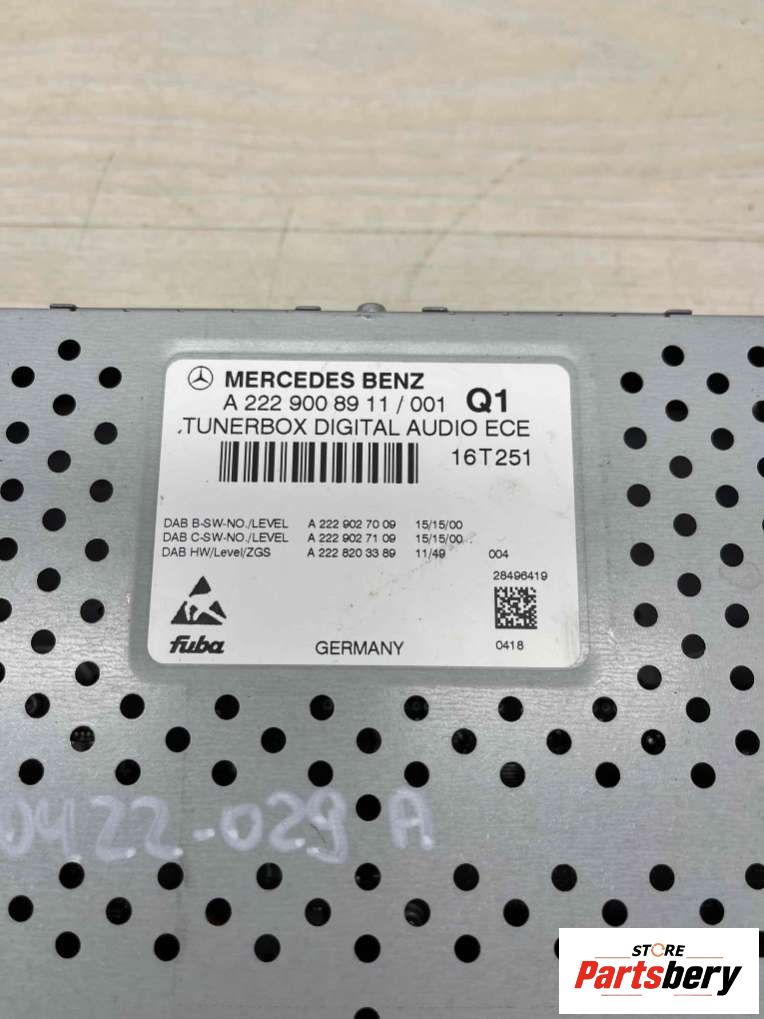 MERCEDES BENZ
A 222 900 89 11 / 001 Q1
.TUNERBOX DIGITAL AUDIO ECE
16T251
DAB B-SW-NO./LEVEL A 222 902 70 09 15/15/00
DAB C-SW-NO./LEVEL A 222 902 71 09 15/15/00
DAB HW/Level/ZGS A 222 820 33 89 11/49 004
28496419
fuba GERMANY 0418
0422-029 A
STORE
Partsbery